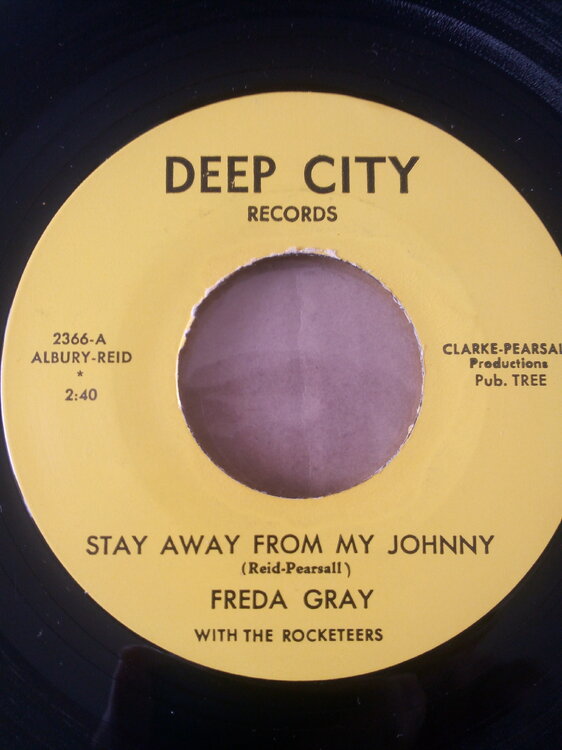 DEEP CITY
RECORDS
2366-A
ALBURY-REID
*
2:40
CLARKE-PEARSAL
Productions
Pub. TREE
STAY AWAY FROM MY JOHNNY
(Reid-Pearsall)
FREDA GRAY
WITH THE ROCKETEERS